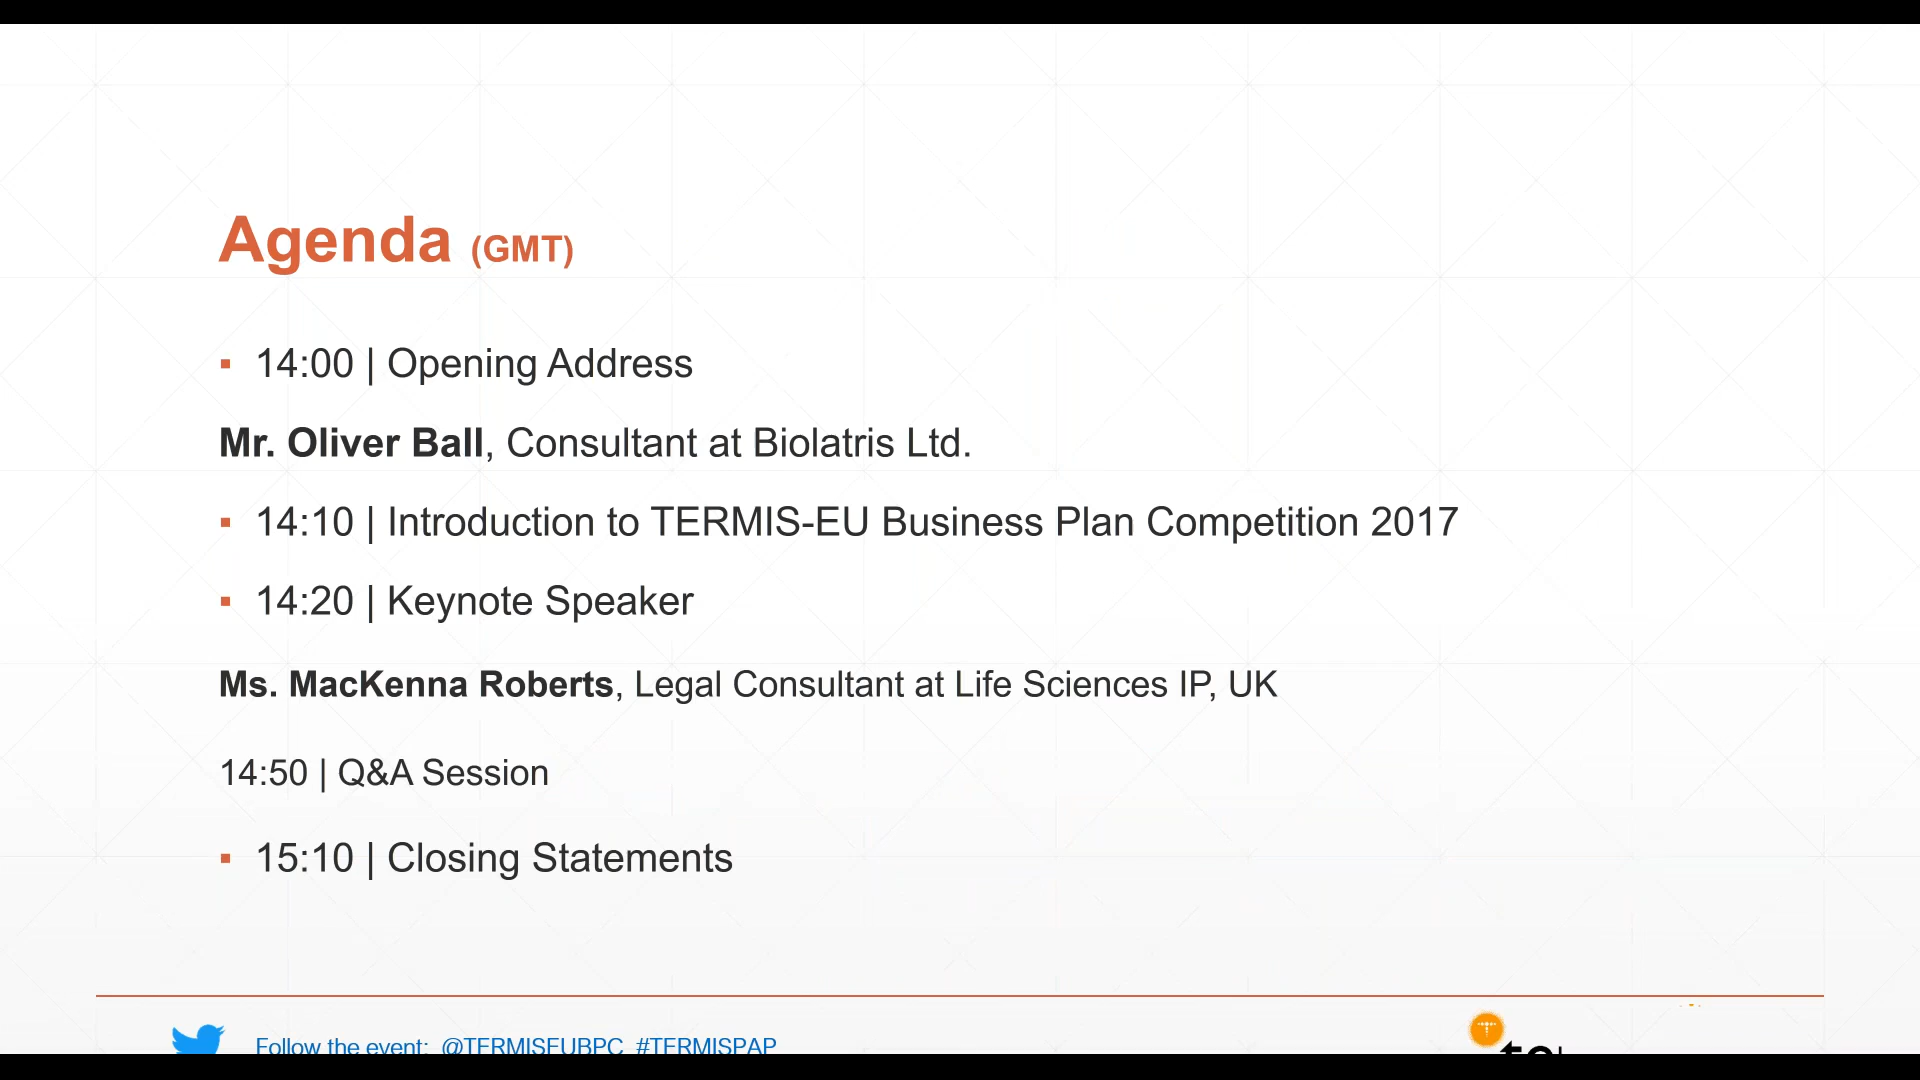 Agenda (GMT)
▪ 14:00 | Opening Address
Mr. Oliver Ball, Consultant at Biolatris Ltd.
▪ 14:10 | Introduction to TERMIS-EU Business Plan Competition 2017
▪ 14:20 | Keynote Speaker
Ms. MacKenna Roberts, Legal Consultant at Life Sciences IP, UK
14:50 | Q&A Session
▪ 15:10 | Closing Statements
Follow the event: @TERMISEUBPC #TERMISPAP